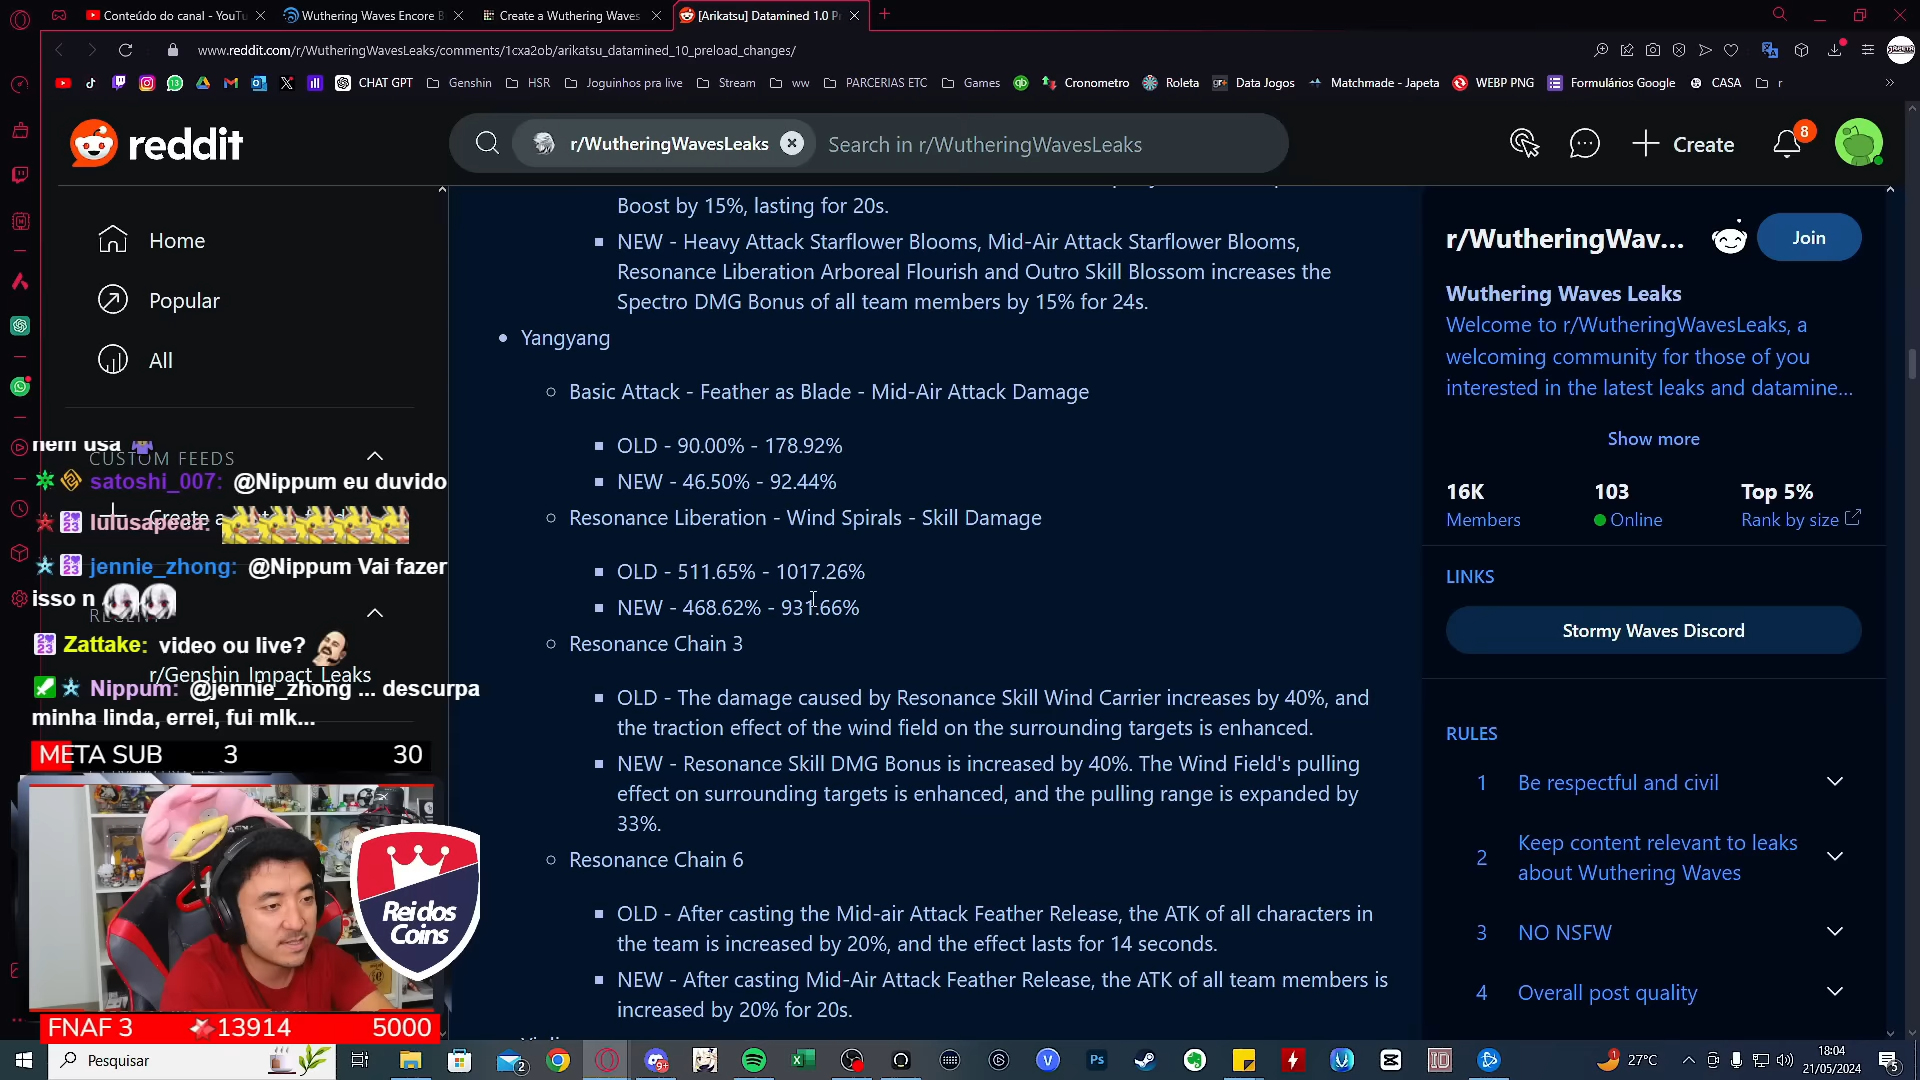 Conteúdo do canal - YouTu
Wuthering Waves Encore B
Create a Wuthering Waves
[Arikatsu] Datamined 1.0 P
www.reddit.com/r/WutheringWavesLeaks/comments/1cxa2ob/arikatsu_datamined_10_preload_changes/
CHAT GPT
Genshin
HSR
Joguinhos pra live
Stream
ww
PARCERIAS ETC
Games
Cronometro
Roleta
Data Jogos
Matchmade - Japeta
WEBP PNG
Formulários Google
CASA
r
reddit
r/WutheringWavesLeaks
Search in r/WutheringWavesLeaks
Create
8
Home
Popular
All
CUSTOM FEEDS
nem usa
satoshi_007: @Nippum eu duvido
lulusapeca:
jennie_zhong: @Nippum Vai fazer
isso n
Zattake: video ou live?
r/Genshin_Impact_Leaks
Nippum: @jennie_zhong ... descurpa
minha linda, errei, fui mlk...
META SUB 3 30
Rei dos
Coins
FNAF 3 13914 5000
Boost by 15%, lasting for 20s.
NEW - Heavy Attack Starflower Blooms, Mid-Air Attack Starflower Blooms,
Resonance Liberation Arboreal Flourish and Outro Skill Blossom increases the
Spectro DMG Bonus of all team members by 15% for 24s.
Yangyang
Basic Attack - Feather as Blade - Mid-Air Attack Damage
OLD - 90.00% - 178.92%
NEW - 46.50% - 92.44%
Resonance Liberation - Wind Spirals - Skill Damage
OLD - 511.65% - 1017.26%
NEW - 468.62% - 931.66%
Resonance Chain 3
OLD - The damage caused by Resonance Skill Wind Carrier increases by 40%, and
the traction effect of the wind field on the surrounding targets is enhanced.
NEW - Resonance Skill DMG Bonus is increased by 40%. The Wind Field's pulling
effect on surrounding targets is enhanced, and the pulling range is expanded by
33%.
Resonance Chain 6
OLD - After casting the Mid-air Attack Feather Release, the ATK of all characters in
the team is increased by 20%, and the effect lasts for 14 seconds.
NEW - After casting Mid-Air Attack Feather Release, the ATK of all team members is
increased by 20% for 20s.
r/WutheringWav...
Join
Wuthering Waves Leaks
Welcome to r/WutheringWavesLeaks, a
welcoming community for those of you
interested in the latest leaks and datamine...
Show more
16K
Members
103
Online
Top 5%
Rank by size
LINKS
Stormy Waves Discord
RULES
1 Be respectful and civil
2 Keep content relevant to leaks
about Wuthering Waves
3 NO NSFW
4 Overall post quality
Pesquisar
27°C
18:04
21/05/2024